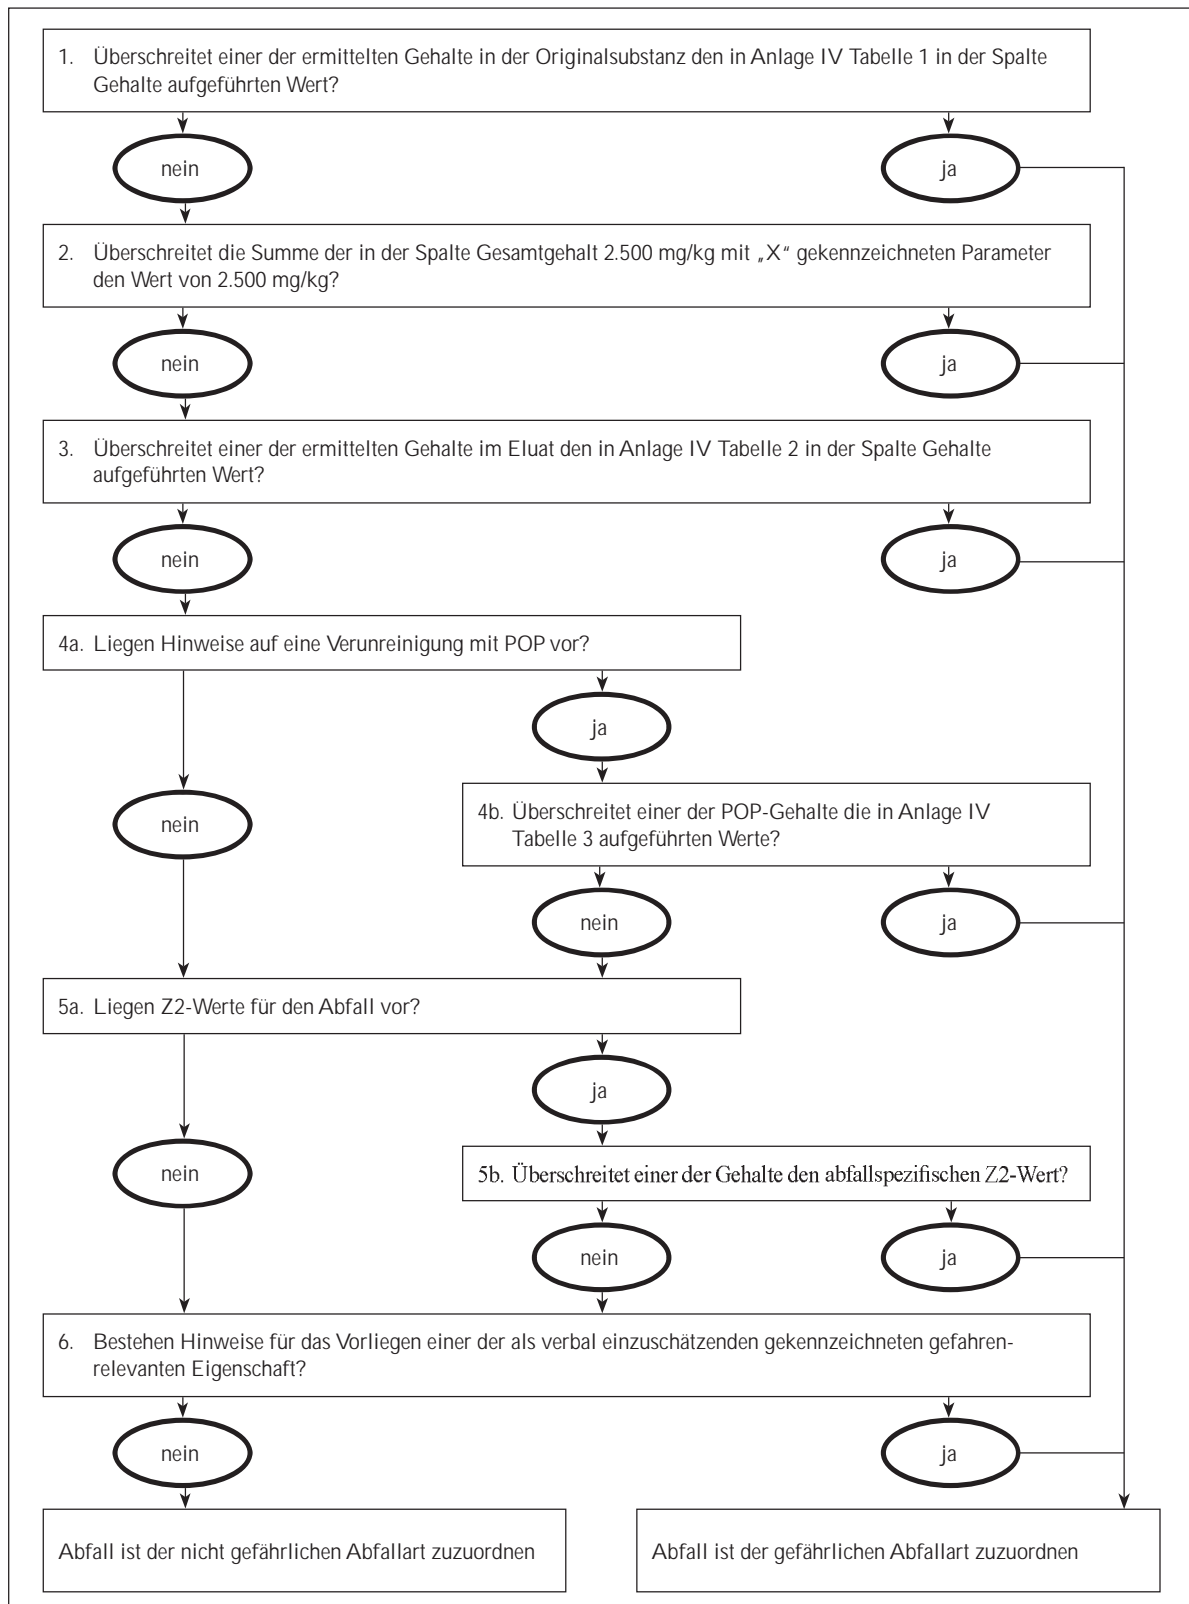 1. Überschreitet einer der ermittelten Gehalte in der Originalsubstanz den in Anlage IV Tabelle 1 in der Spalte
Gehalte aufgeführten Wert?
nein
ja
2. Überschreitet die Summe der in der Spalte Gesamtgehalt 2.500 mg/kg mit „X“ gekennzeichneten Parameter
den Wert von 2.500 mg/kg?
nein
ja
3. Überschreitet einer der ermittelten Gehalte im Eluat den in Anlage IV Tabelle 2 in der Spalte Gehalte
aufgeführten Wert?
nein
ja
4a. Liegen Hinweise auf eine Verunreinigung mit POP vor?
ja
nein
4b. Überschreitet einer der POP-Gehalte die in Anlage IV
Tabelle 3 aufgeführten Werte?
nein
ja
5a. Liegen Z2-Werte für den Abfall vor?
ja
nein
5b. Überschreitet einer der Gehalte den abfallspezifischen Z2-Wert?
nein
ja
6. Bestehen Hinweise für das Vorliegen einer der als verbal einzuschätzenden gekennzeichneten gefahren-
relevanten Eigenschaft?
nein
ja
Abfall ist der nicht gefährlichen Abfallart zuzuordnen
Abfall ist der gefährlichen Abfallart zuzuordnen